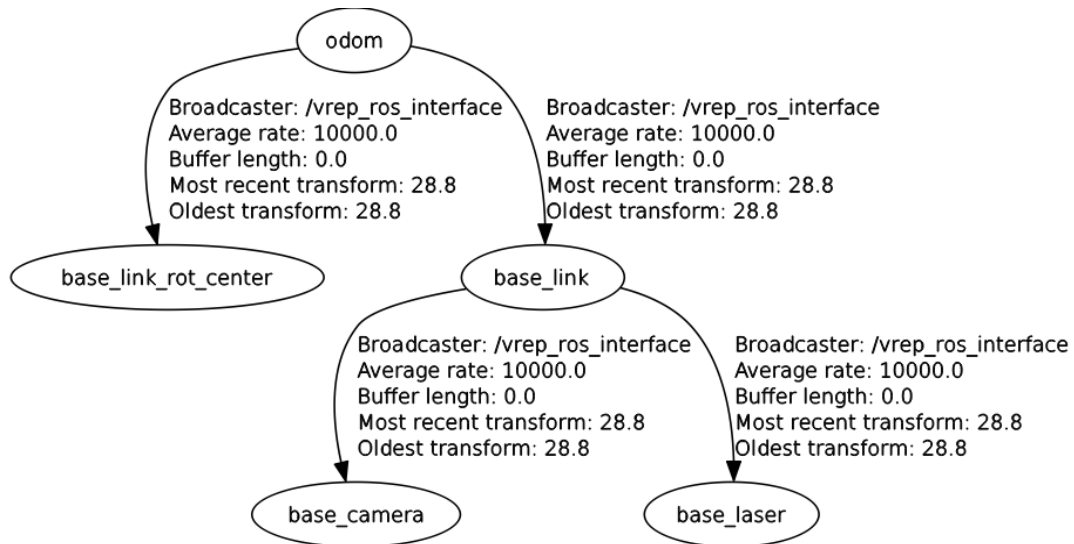 odom
Broadcaster: /vrep_ros_interface
Average rate: 10000.0
Buffer length: 0.0
Most recent transform: 28.8
Oldest transform: 28.8
Broadcaster: /vrep_ros_interface
Average rate: 10000.0
Buffer length: 0.0
Most recent transform: 28.8
Oldest transform: 28.8
base_link_rot_center
base_link
Broadcaster: /vrep_ros_interface
Average rate: 10000.0
Buffer length: 0.0
Most recent transform: 28.8
Oldest transform: 28.8
Broadcaster: /vrep_ros_interface
Average rate: 10000.0
Buffer length: 0.0
Most recent transform: 28.8
Oldest transform: 28.8
base_camera
base_laser